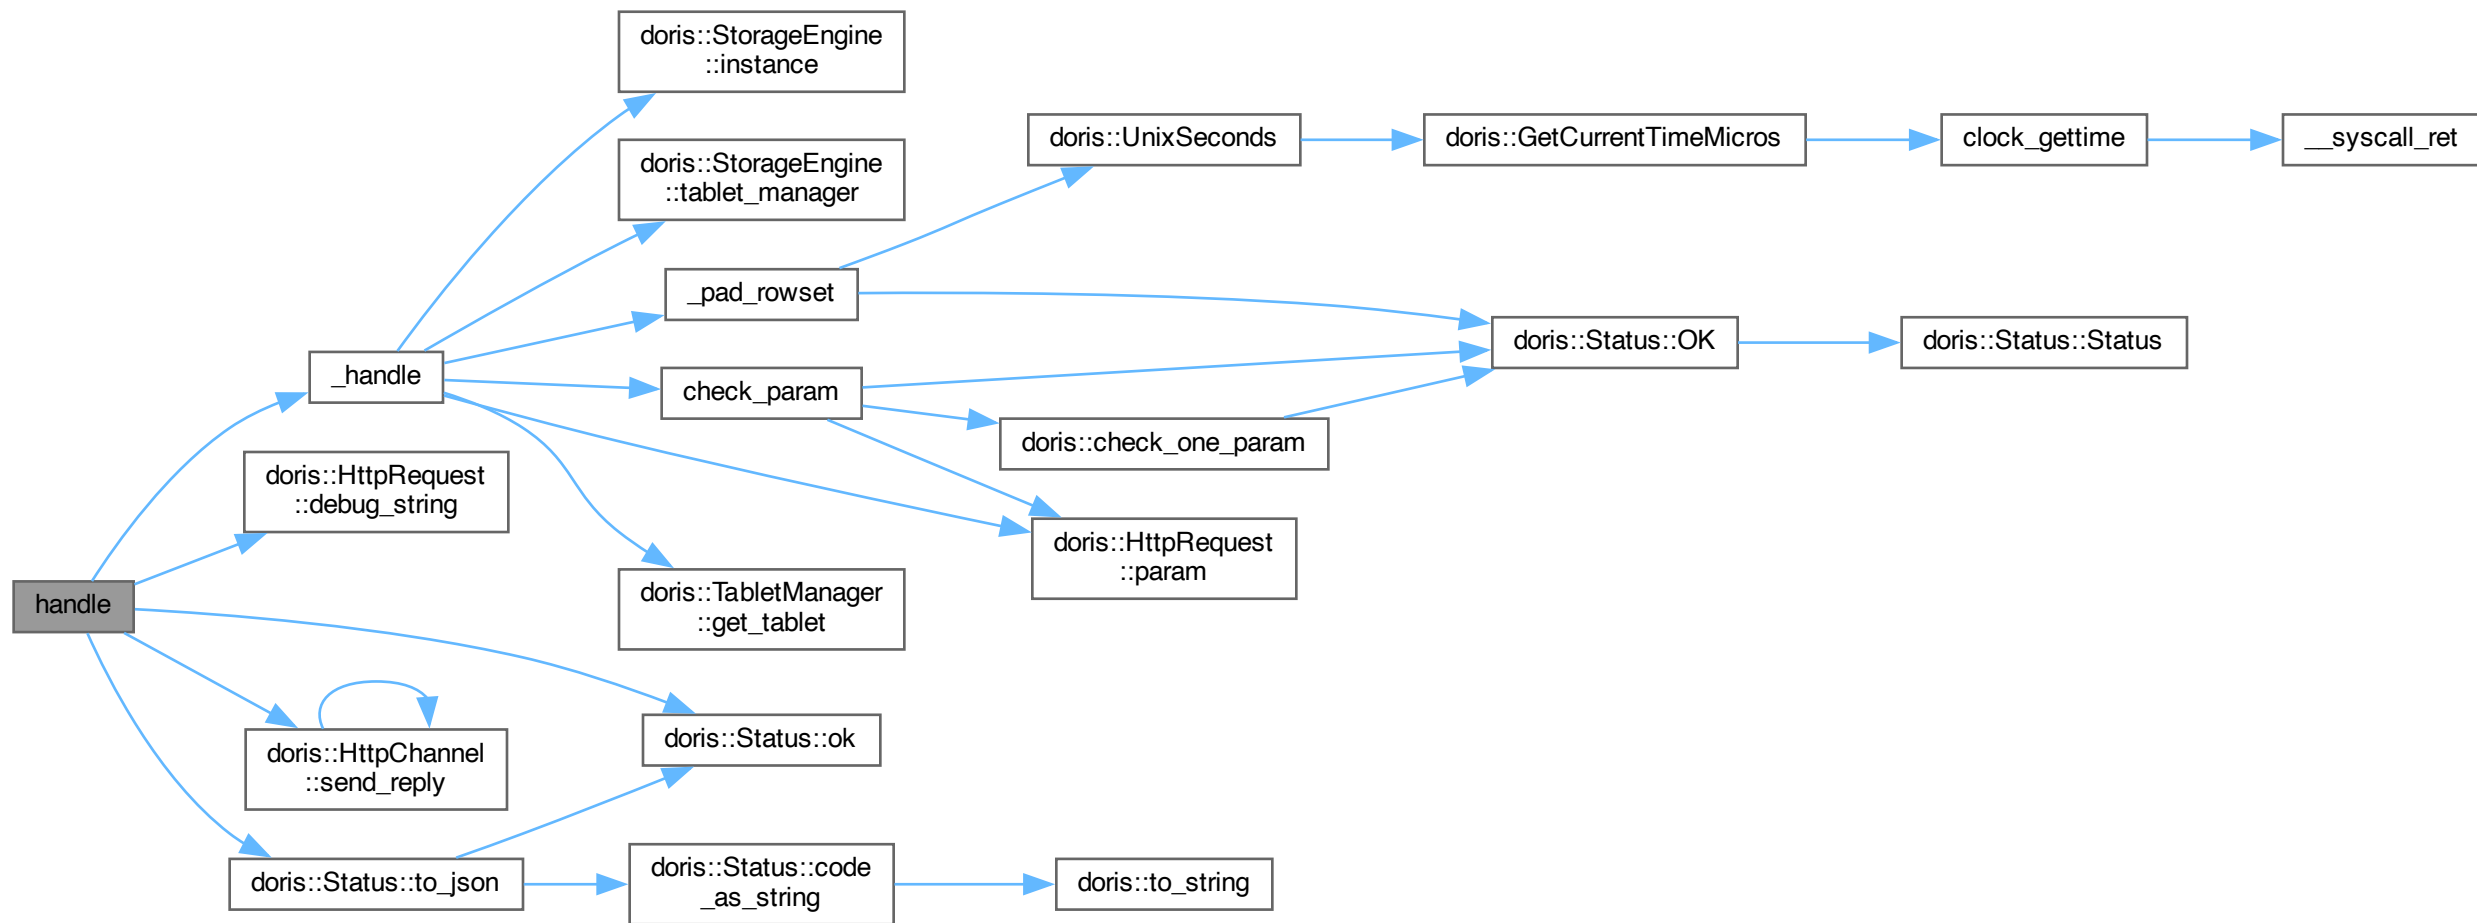 doris::StorageEngine
::instance
doris::StorageEngine
::tablet_manager
doris::UnixSeconds
doris::GetCurrentTimeMicros
clock_gettime
__syscall_ret
_pad_rowset
doris::Status::OK
doris::Status::Status
_handle
check_param
doris::check_one_param
doris::HttpRequest
::debug_string
doris::HttpRequest
::param
handle
doris::TabletManager
::get_tablet
doris::HttpChannel
::send_reply
doris::Status::ok
doris::Status::to_json
doris::Status::code
_as_string
doris::to_string